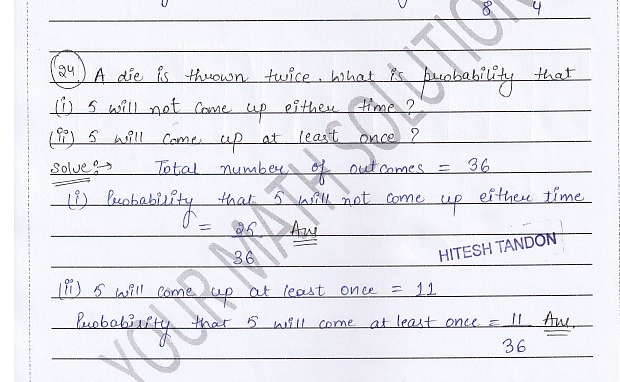 8 4
24. A die is thrown twice. What is probability that
(i) 5 will not come up either time?
(ii) 5 will come up at least once?
Solve:→ Total number of outcomes = 36
(i) Probability that 5 will not come up either time
= 25 Ans
36
HITESH TANDON
(ii) 5 will come up at least once = 11
Probability that 5 will come at least once = 11 Ans.
36
YOUR MATH SOLUTION